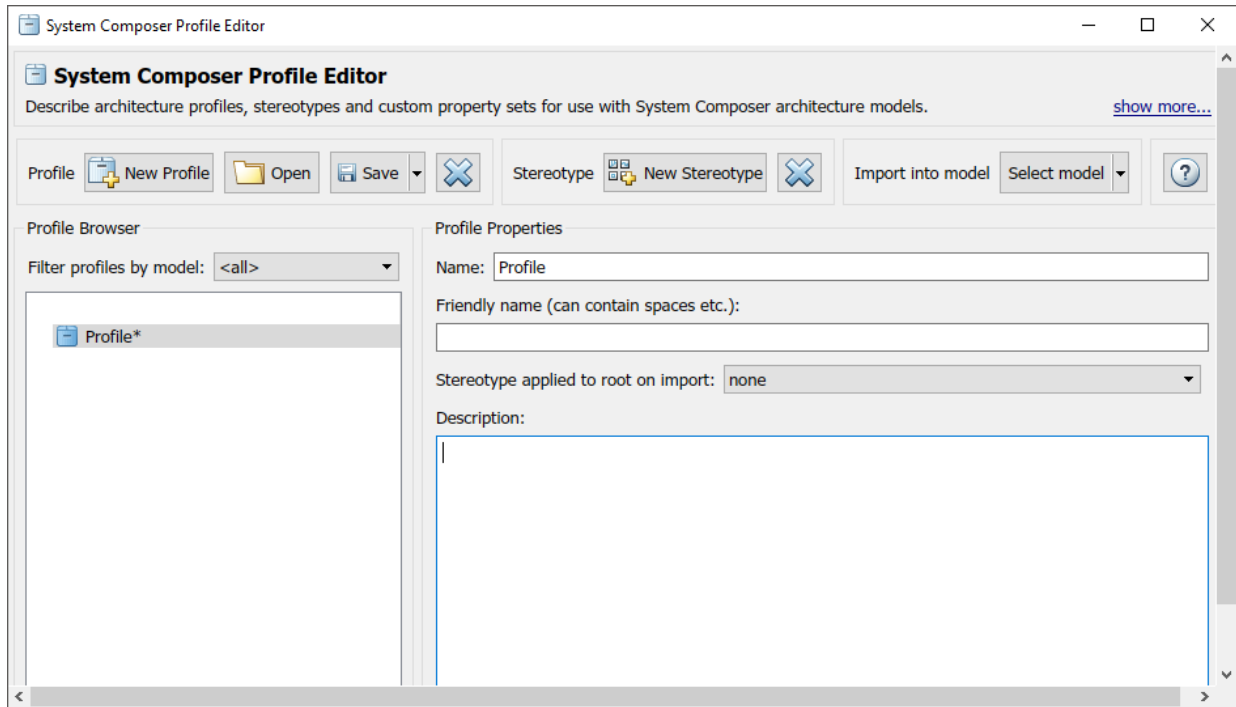 System Composer Profile Editor
System Composer Profile Editor
Describe architecture profiles, stereotypes and custom property sets for use with System Composer architecture models. show more...
Profile New Profile Open Save Stereotype New Stereotype Import into model Select model ?
Profile Browser
Filter profiles by model: <all>
Profile*
Profile Properties
Name: Profile
Friendly name (can contain spaces etc.):
Stereotype applied to root on import: none
Description: